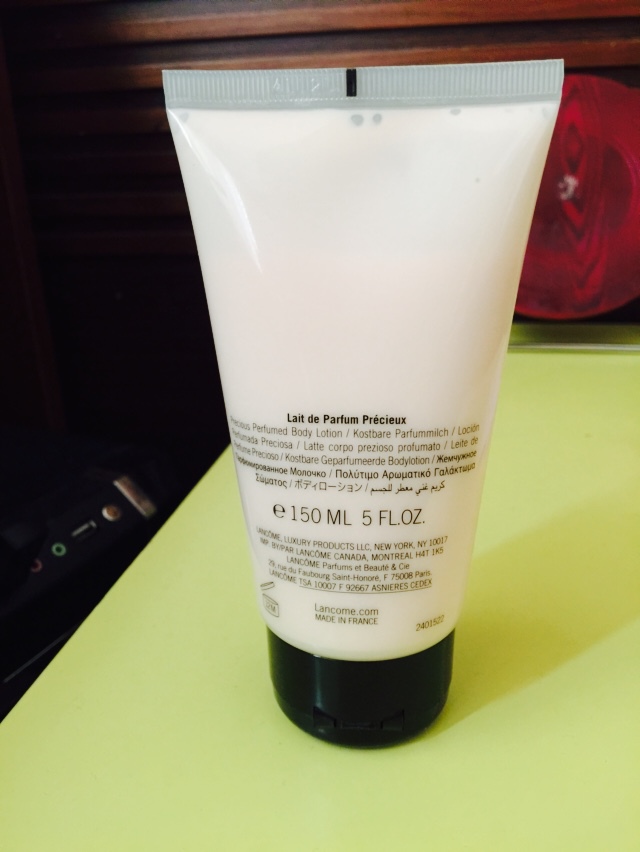 Lait de Parfum Précieux
Precious Perfumed Body Lotion / Kostbare Parfummilch / Loción
Perfumada Preciosa / Latte corpo prezioso profumato / Leite de
Perfume Precioso / Kostbare Geparfumeerde Bodylotion / Жемчужное
Парфюмированное Молочко / Πολύτιμο Αρωματικό Γαλάκτωμα
Σώματος / ボディローション / كريم غني معطر للجسم
e 150 ML 5 FL.OZ.
LANCÔME, LUXURY PRODUCTS LLC, NEW YORK, NY 10017
IMP. BY/PAR LANCÔME CANADA, MONTREAL H4T 1K5
LANCÔME Parfums et Beauté & Cie
29, rue du Faubourg Saint-Honoré, F 75008 Paris.
LANCÔME TSA 10007 F 92667 ASNIERES CEDEX
Lancome.com
MADE IN FRANCE
2401522